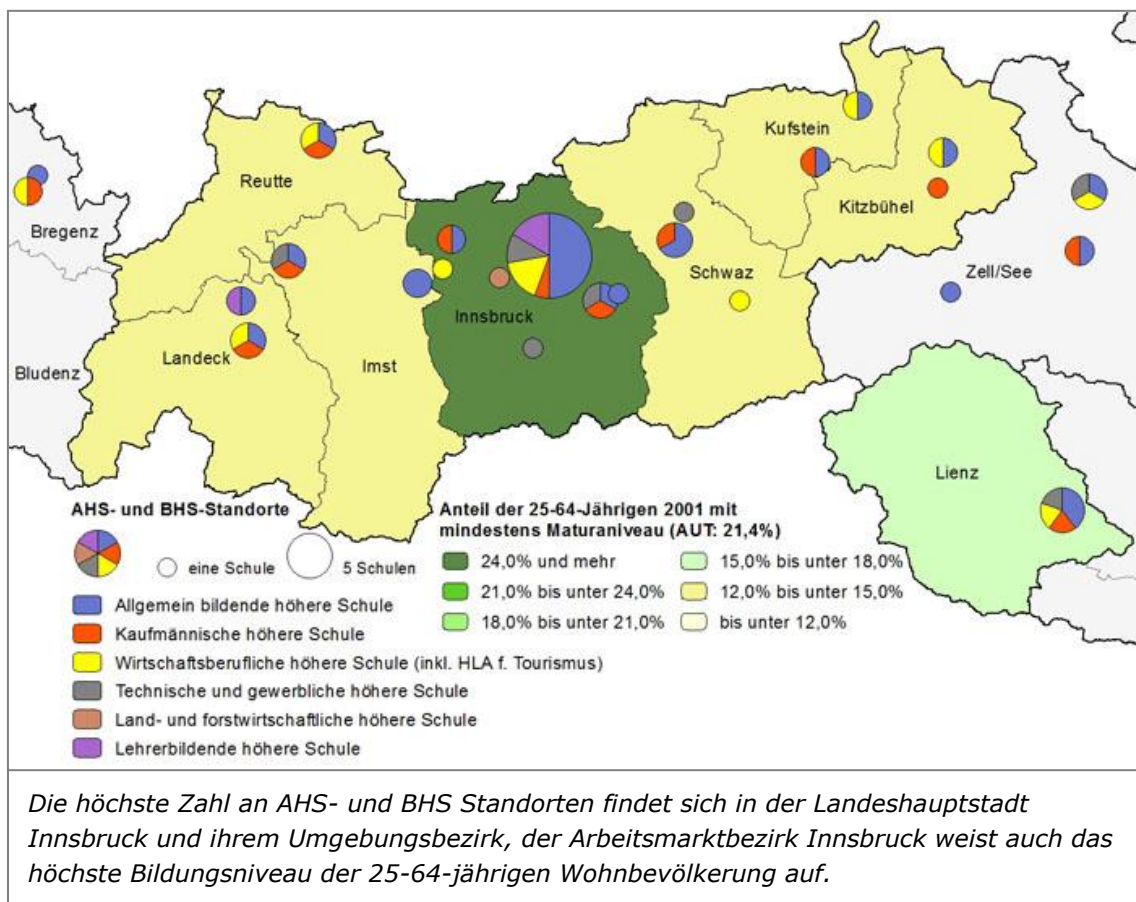 Reutte
Kufstein
Kitzbühel
Bregenz
Zell/See
Schwaz
Innsbruck
Landeck
Imst
Bludenz
Lienz
AHS- und BHS-Standorte
eine Schule
5 Schulen
Allgemein bildende höhere Schule
Kaufmännische höhere Schule
Wirtschaftsberufliche höhere Schule (inkl. HLA f. Tourismus)
Technische und gewerbliche höhere Schule
Land- und forstwirtschaftliche höhere Schule
Lehrerbildende höhere Schule
Anteil der 25-64-Jährigen 2001 mit
mindestens Maturaniveau (AUT: 21,4%)
24,0% und mehr
21,0% bis unter 24,0%
18,0% bis unter 21,0%
15,0% bis unter 18,0%
12,0% bis unter 15,0%
bis unter 12,0%
Die höchste Zahl an AHS- und BHS Standorten findet sich in der Landeshauptstadt
Innsbruck und ihrem Umgebungsbezirk, der Arbeitsmarktbezirk Innsbruck weist auch das
höchste Bildungsniveau der 25-64-jährigen Wohnbevölkerung auf.